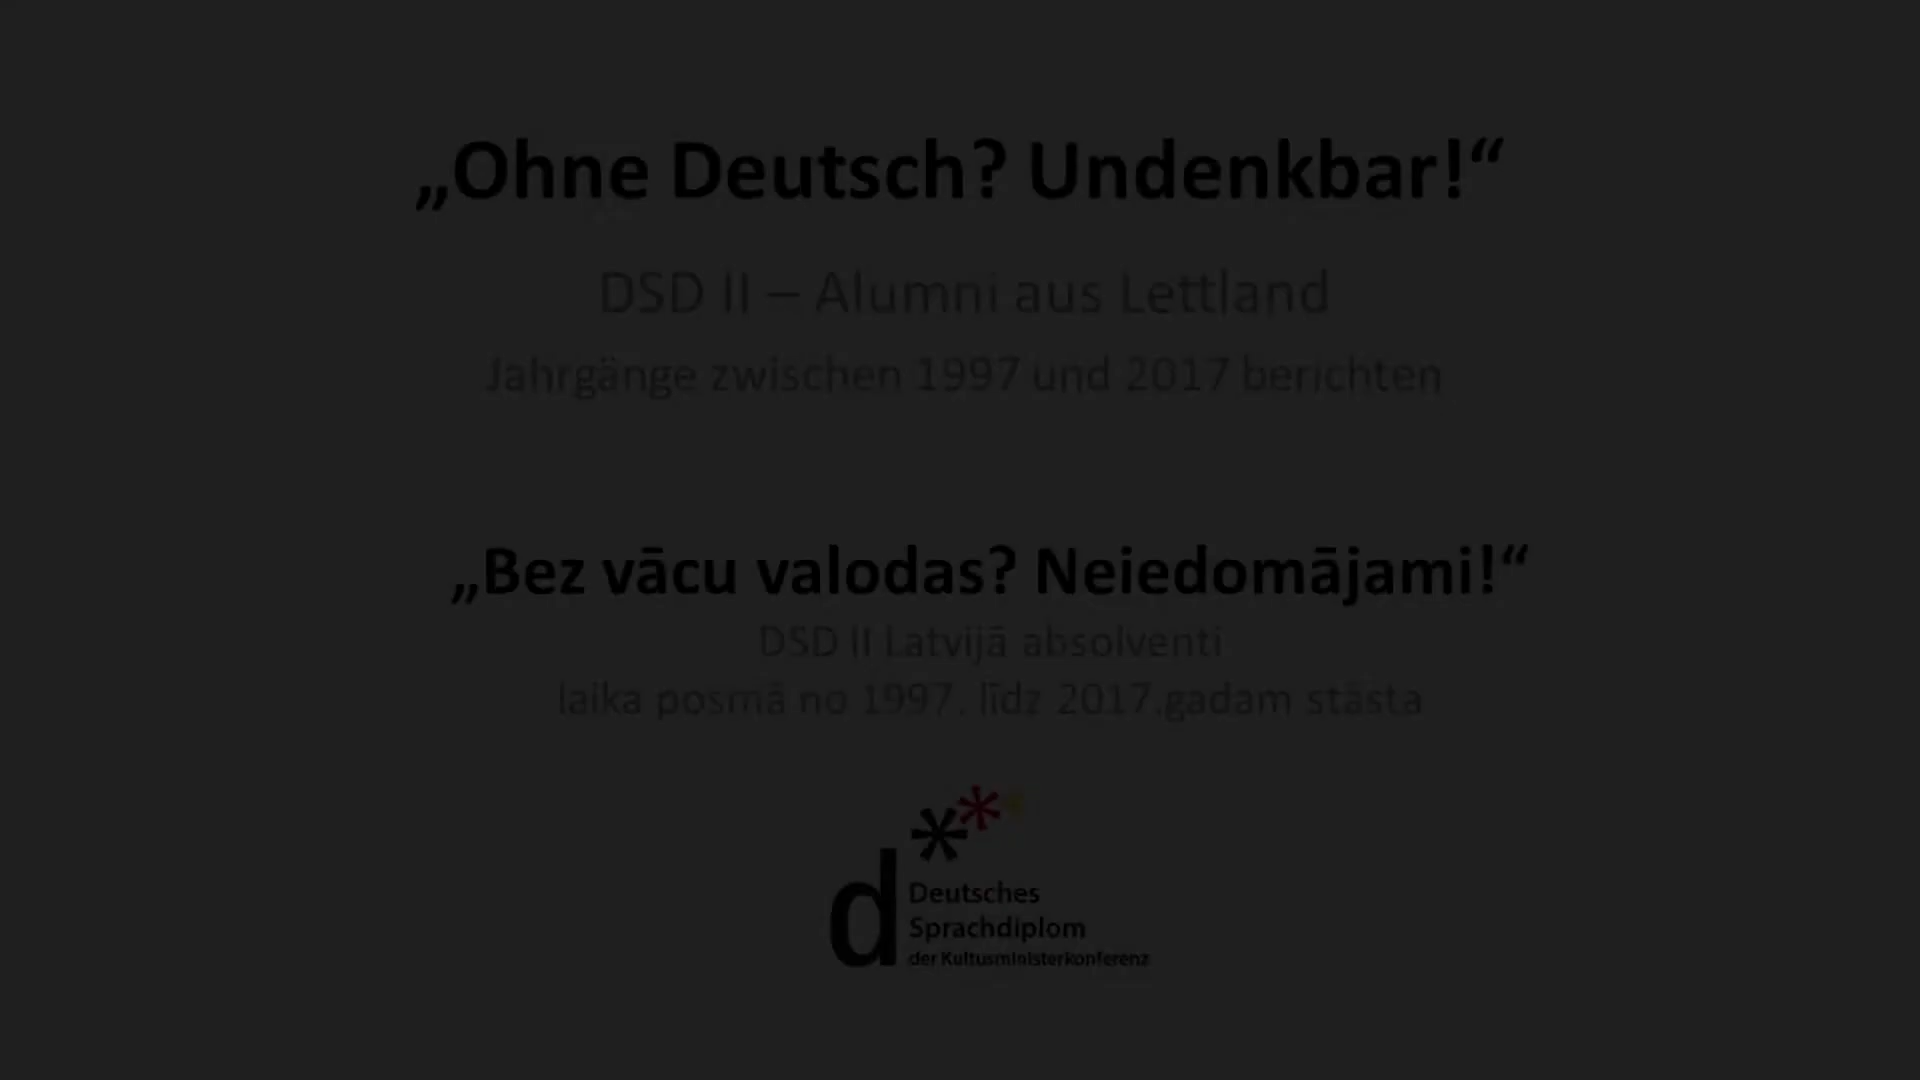 „Ohne Deutsch? Undenkbar!“
DSD II – Alumni aus Lettland
Jahrgänge zwischen 1997 und 2017 berichten
„Bez vācu valodas? Neiedomājami!“
DSD II Latvijā absolventi
laika posmā no 1997. līdz 2017.gadam stāsta
d
Deutsches
Sprachdiplom
der Kultusministerkonferenz